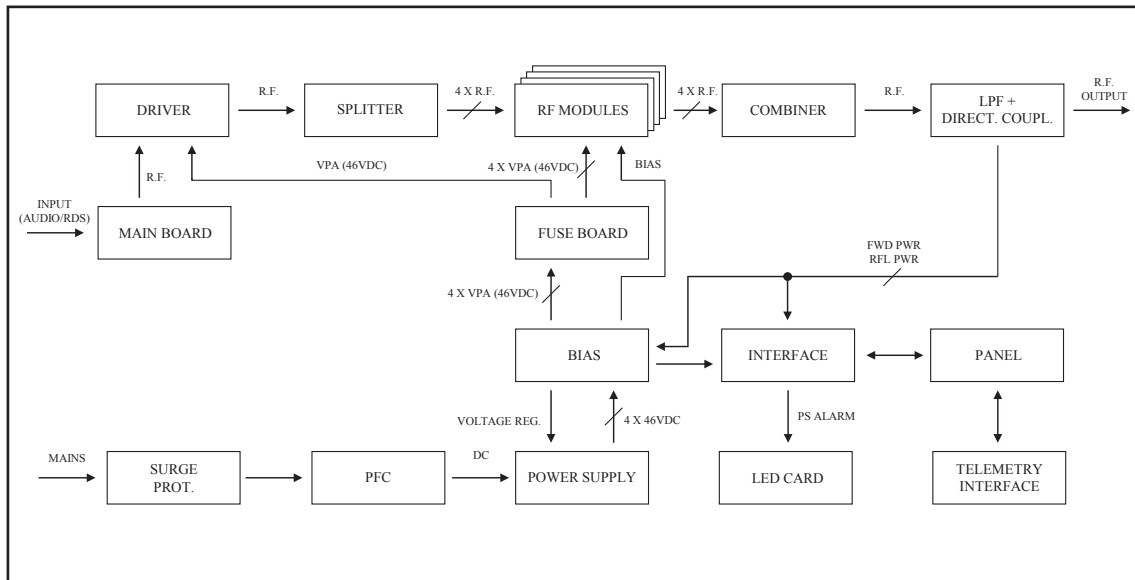 R.F.
4 X R.F.
4 X R.F.
R.F.
R.F.
OUTPUT
DRIVER
SPLITTER
RF MODULES
COMBINER
LPF +
DIRECT. COUPL.
R.F.
VPA (46VDC)
4 X VPA (46VDC)
BIAS
INPUT
(AUDIO/RDS)
MAIN BOARD
FUSE BOARD
FWD PWR
RFL PWR
4 X VPA (46VDC)
BIAS
INTERFACE
PANEL
VOLTAGE REG.
4 X 46VDC
PS ALARM
MAINS
SURGE
PROT.
PFC
DC
POWER SUPPLY
LED CARD
TELEMETRY
INTERFACE